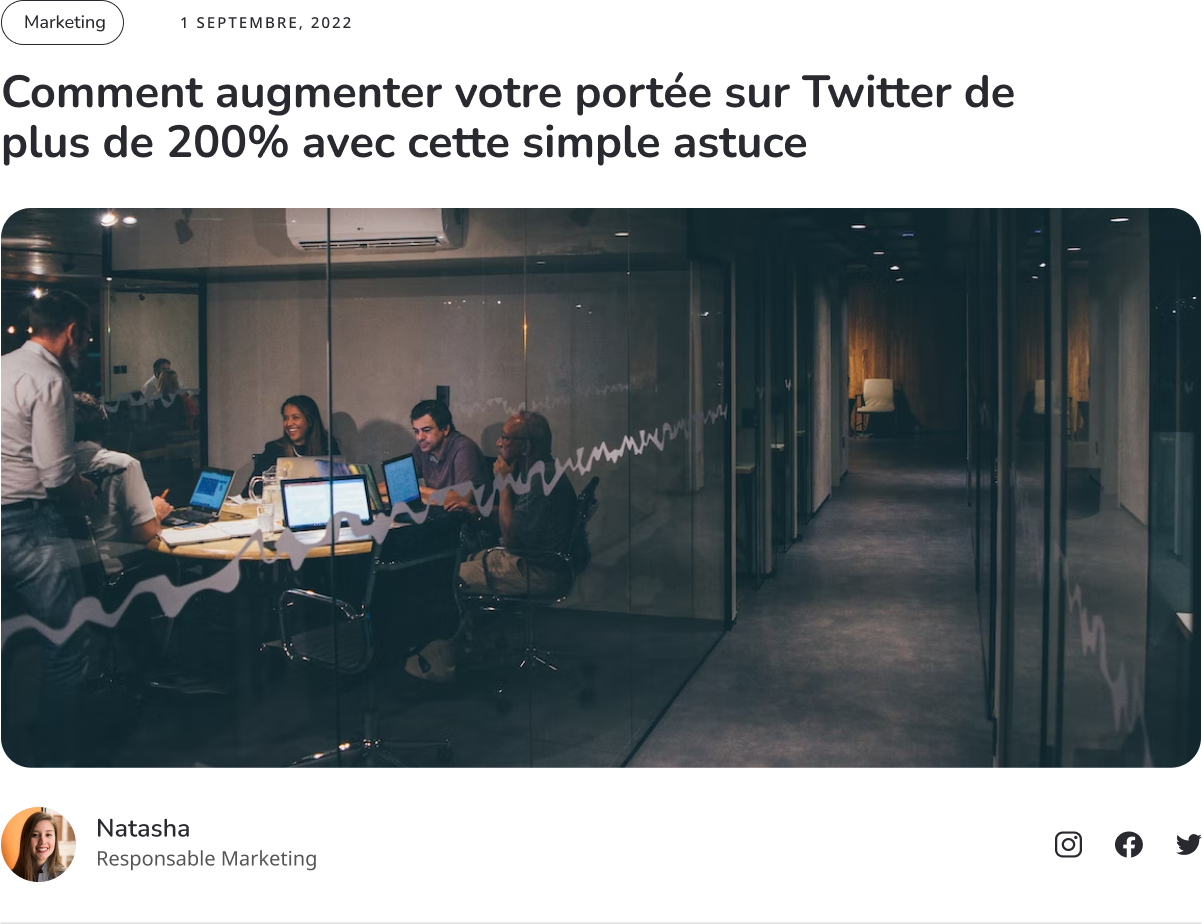 Marketing
1 SEPTEMBRE, 2022
Comment augmenter votre portée sur Twitter de
plus de 200% avec cette simple astuce
Natasha
Responsable Marketing